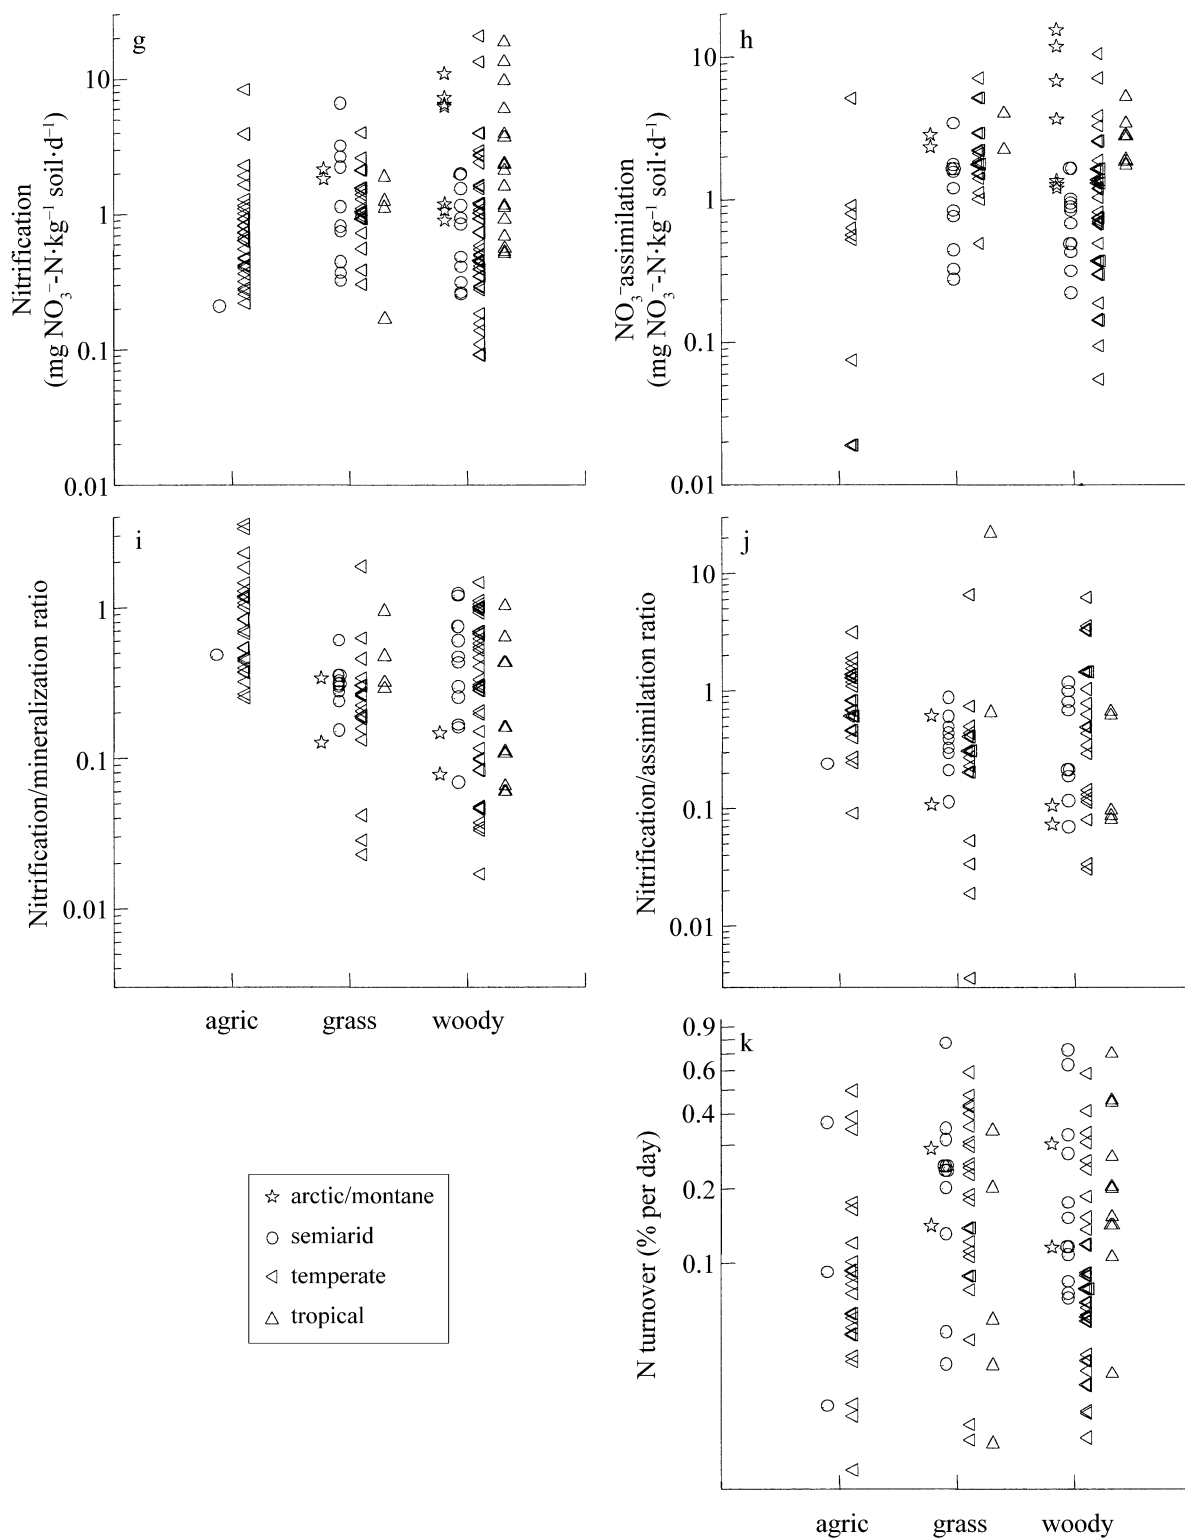 g
Nitrification
(mg NO₃⁻-N·kg⁻¹ soil·d⁻¹)
10
1
0.1
0.01
h
NO₃⁻assimilation
(mg NO₃⁻-N·kg⁻¹ soil·d⁻¹)
10
1
0.1
0.01
i
Nitrification/mineralization ratio
1
0.1
0.01
agric grass woody
j
Nitrification/assimilation ratio
10
1
0.1
0.01
k
N turnover (% per day)
0.9
0.6
0.4
0.2
0.1
agric grass woody
arctic/montane
semiarid
temperate
tropical